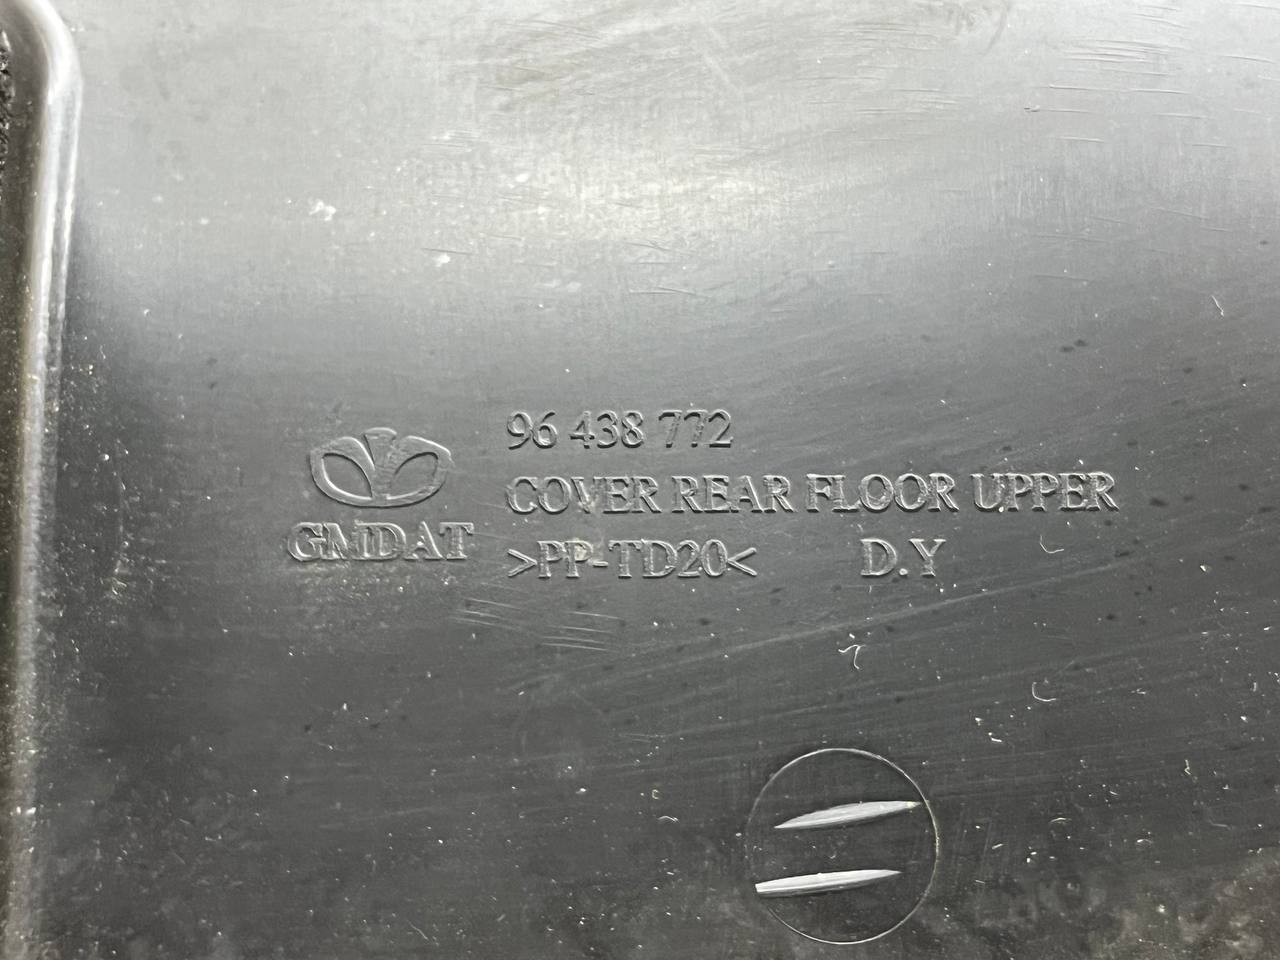 96 438 772
COVER REAR FLOOR UPPER
GMDAT
>PP-TD20< D.Y